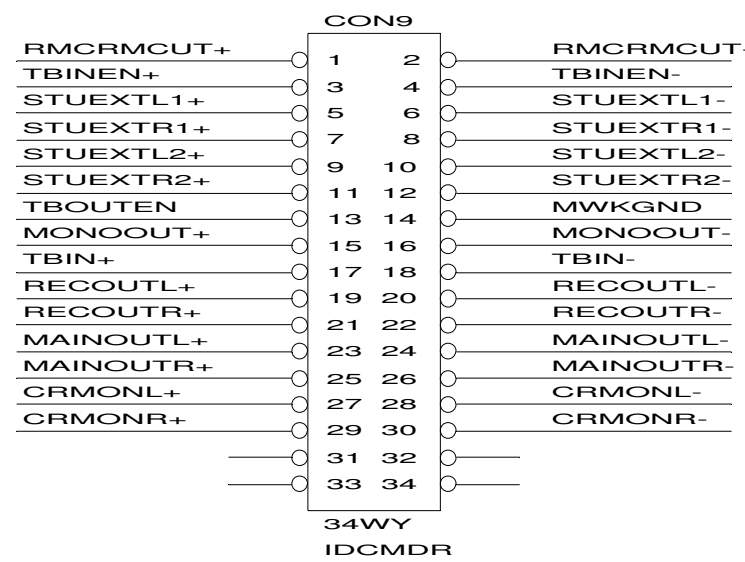 CON9
RMCRMCUT+ 1 2 RMCRMCUT-
TBINEN+ 3 4 TBINEN-
STUEXTL1+ 5 6 STUEXTL1-
STUEXTR1+ 7 8 STUEXTR1-
STUEXTL2+ 9 10 STUEXTL2-
STUEXTR2+ 11 12 STUEXTR2-
TBOUTEN 13 14 MWKGND
MONOOUT+ 15 16 MONOOUT-
TBIN+ 17 18 TBIN-
RECOUTL+ 19 20 RECOUTL-
RECOUTR+ 21 22 RECOUTR-
MAINOUTL+ 23 24 MAINOUTL-
MAINOUTR+ 25 26 MAINOUTR-
CRMONL+ 27 28 CRMONL-
CRMONR+ 29 30 CRMONR-
31 32
33 34
34WY
IDCMDR